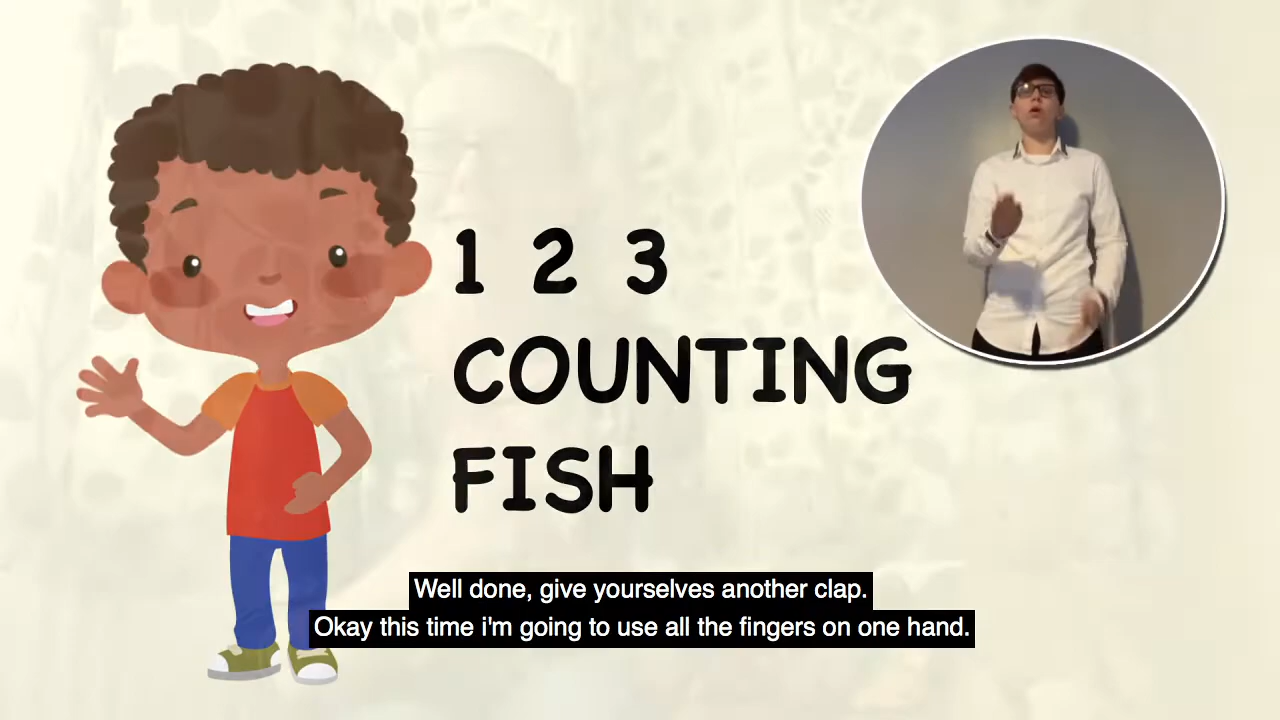 1 2 3
COUNTING
FISH
Well done, give yourselves another clap.
Okay this time i'm going to use all the fingers on one hand.